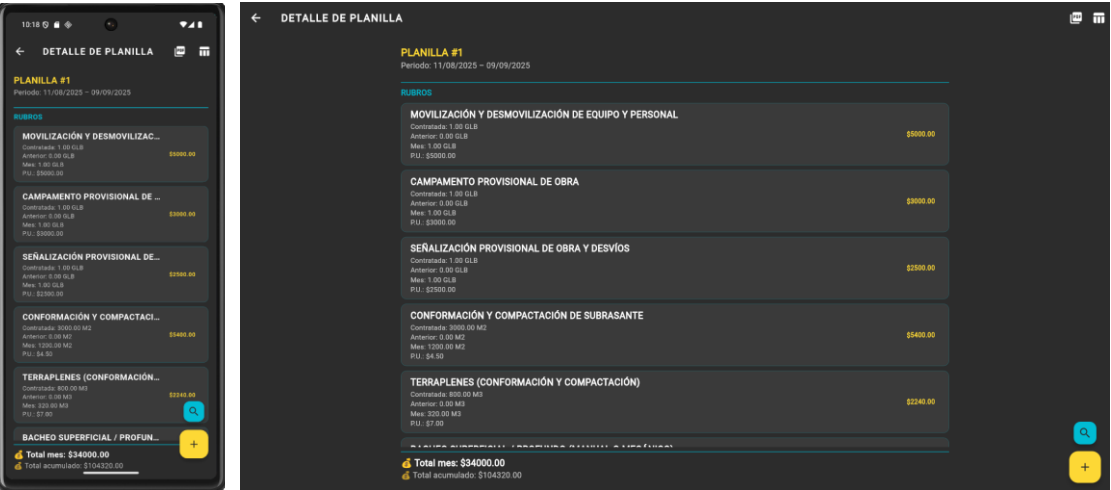 10:18
DETALLE DE PLANILLA
PLANILLA #1
Periodo: 11/08/2025 – 09/09/2025
RUBROS
MOVILIZACIÓN Y DESMOVILIZAC...
Contratada: 1.00 GLB
Anterior: 0.00 GLB
Mes: 1.00 GLB
P.U.: $5000.00
$5000.00
CAMPAMENTO PROVISIONAL DE ...
Contratada: 1.00 GLB
Anterior: 0.00 GLB
Mes: 1.00 GLB
P.U.: $3000.00
$3000.00
SEÑALIZACIÓN PROVISIONAL DE...
Contratada: 1.00 GLB
Anterior: 0.00 GLB
Mes: 1.00 GLB
P.U.: $2500.00
$2500.00
CONFORMACIÓN Y COMPACTACI...
Contratada: 3000.00 M2
Anterior: 0.00 M2
Mes: 1200.00 M2
P.U.: $4.50
$5400.00
TERRAPLENES (CONFORMACIÓN...
Contratada: 800.00 M3
Anterior: 0.00 M3
Mes: 320.00 M3
P.U.: $7.00
$2240.00
BACHEO SUPERFICIAL / PROFUN...
Total mes: $34000.00
Total acumulado: $104320.00
DETALLE DE PLANILLA
PLANILLA #1
Periodo: 11/08/2025 – 09/09/2025
RUBROS
MOVILIZACIÓN Y DESMOVILIZACIÓN DE EQUIPO Y PERSONAL
Contratada: 1.00 GLB
Anterior: 0.00 GLB
Mes: 1.00 GLB
P.U.: $5000.00
$5000.00
CAMPAMENTO PROVISIONAL DE OBRA
Contratada: 1.00 GLB
Anterior: 0.00 GLB
Mes: 1.00 GLB
P.U.: $3000.00
$3000.00
SEÑALIZACIÓN PROVISIONAL DE OBRA Y DESVÍOS
Contratada: 1.00 GLB
Anterior: 0.00 GLB
Mes: 1.00 GLB
P.U.: $2500.00
$2500.00
CONFORMACIÓN Y COMPACTACIÓN DE SUBRASANTE
Contratada: 3000.00 M2
Anterior: 0.00 M2
Mes: 1200.00 M2
P.U.: $4.50
$5400.00
TERRAPLENES (CONFORMACIÓN Y COMPACTACIÓN)
Contratada: 800.00 M3
Anterior: 0.00 M3
Mes: 320.00 M3
P.U.: $7.00
$2240.00
Total mes: $34000.00
Total acumulado: $104320.00